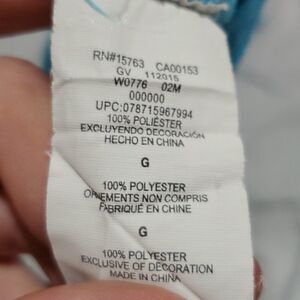 RN#15763 CA00153
GV 112015
W0776 02M
000000
UPC:078715967994
100% POLIÉSTER
EXCLUYENDO DECORACIÓN
HECHO EN CHINA
G
100% POLYESTER
ORNEMENTS NON COMPRIS
FABRIQUÉ EN CHINE
G
100% POLYESTER
EXCLUSIVE OF DECORATION
MADE IN CHINA